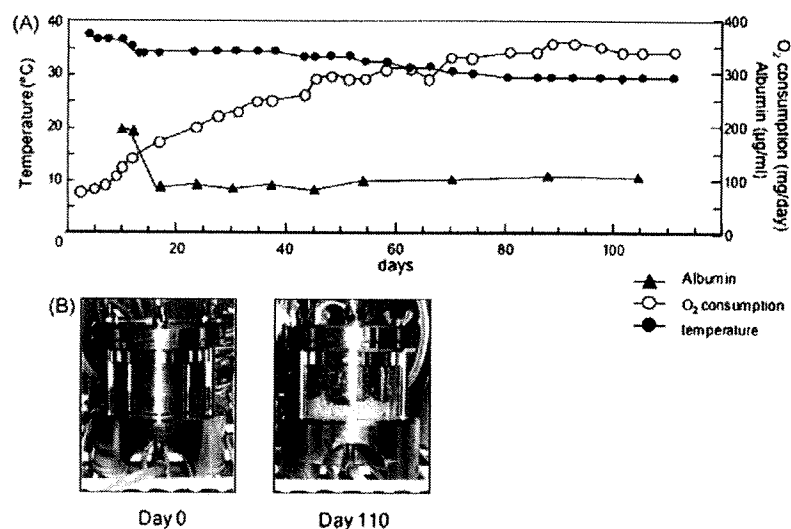 (A)
40
30
20
10
0
Temperature (°C)
20
40
60
80
100
days
400
300
200
100
0
Albumin (µg/ml)
O₂ consumption (mg/day)
Albumin
O₂ consumption
temperature
(B)
Day 0
Day 110